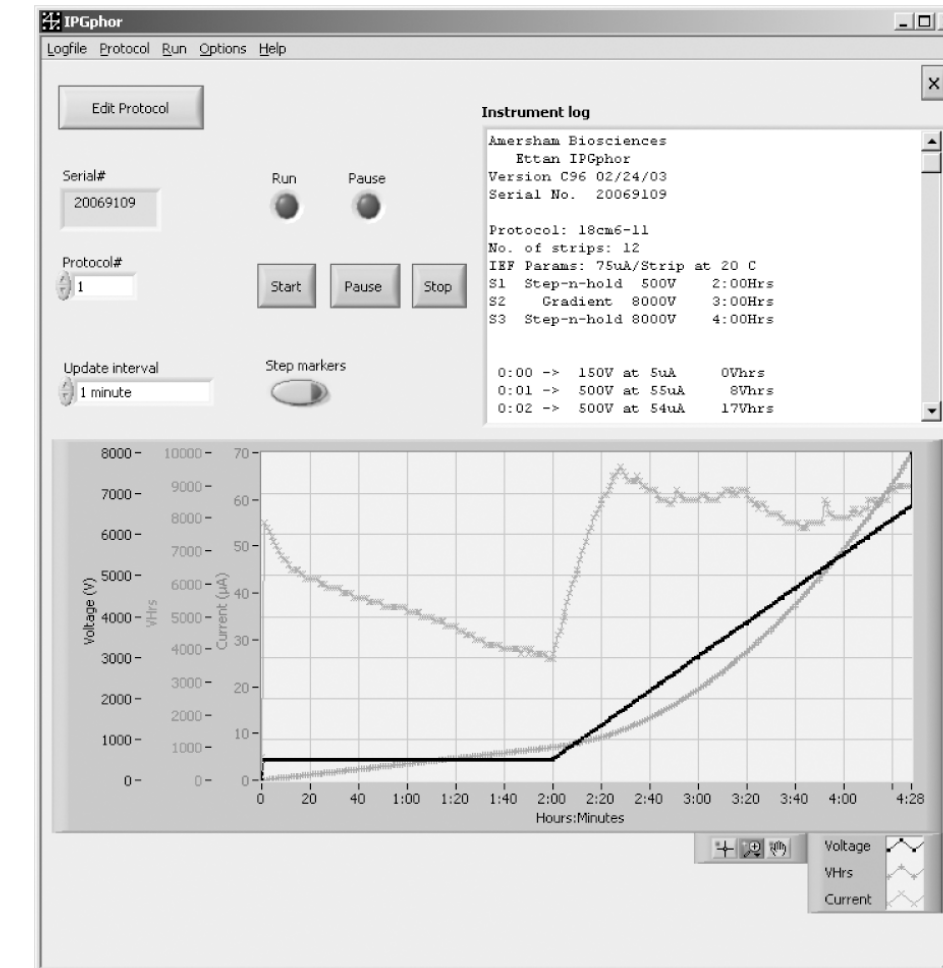 IPGphor
Logfile Protocol Run Options Help
Edit Protocol
Serial#
20069109
Run Pause
Protocol#
1
Start Pause Stop
Update interval
1 minute
Step markers
Instrument log
Amersham Biosciences
Ettan IPGphor
Version C96 02/24/03
Serial No. 20069109
Protocol: 18cm6-11
No. of strips: 12
IEF Params: 75uA/Strip at 20 C
S1 Step-n-hold 500V 2:00Hrs
S2 Gradient 8000V 3:00Hrs
S3 Step-n-hold 8000V 4:00Hrs
0:00 -> 150V at 5uA 0Vhrs
0:01 -> 500V at 55uA 8Vhrs
0:02 -> 500V at 54uA 17Vhrs
Voltage (V)
8000
7000
6000
5000
4000
3000
2000
1000
0
VHrs
10000
9000
8000
7000
6000
5000
4000
3000
2000
1000
0
Current (µA)
70
60
50
40
30
20
10
0
0 20 40 1:00 1:20 1:40 2:00 2:20 2:40 3:00 3:20 3:40 4:00 4:28
Hours:Minutes
Voltage
VHrs
Current